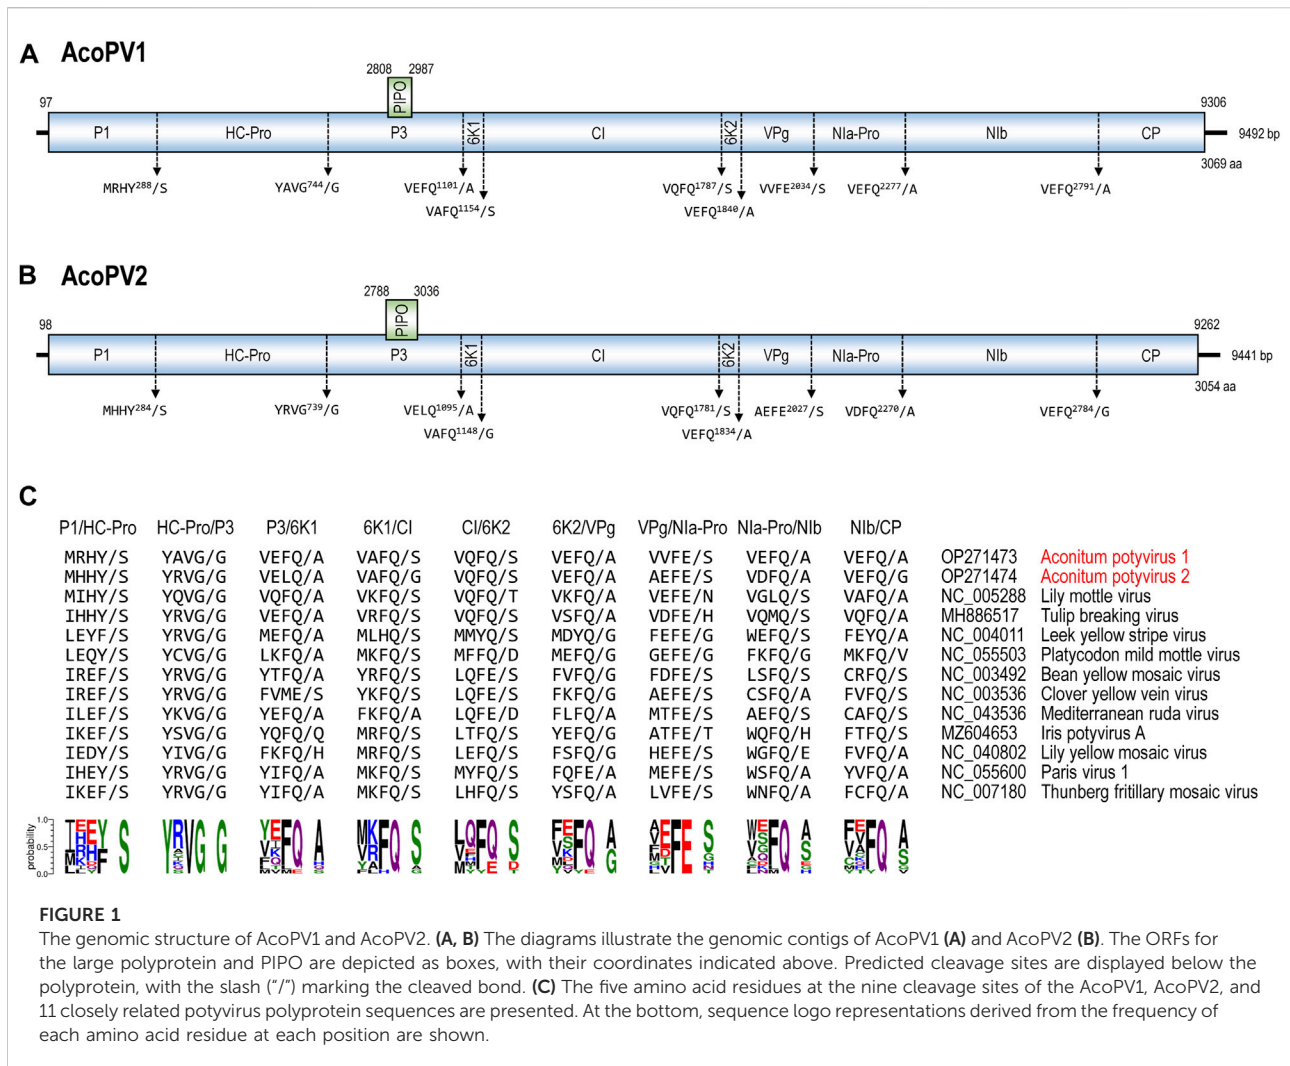 A AcoPV1
2808 2987
PIPO
97 9306
P1 HC-Pro P3 6K1 CI 6K2 VPg NIa-Pro NIb CP 9492 bp
3069 aa
MRHY²⁸⁸/S YAVG⁷⁴⁴/G VEFQ¹¹⁰¹/A VQFQ¹⁷⁸⁷/S VVFE²⁰³⁴/S VEFQ²²⁷⁷/A VEFQ²⁷⁹¹/A
VAFQ¹¹⁵⁴/S VEFQ¹⁸⁴⁰/A
B AcoPV2
2788 3036
PIPO
98 9262
P1 HC-Pro P3 6K1 CI 6K2 VPg NIa-Pro NIb CP 9441 bp
3054 aa
MHHY²⁸⁴/S YRVG⁷³⁹/G VELQ¹⁰⁹⁵/A VQFQ¹⁷⁸¹/S AEFE²⁰²⁷/S VDFQ²²⁷⁰/A VEFQ²⁷⁸⁴/G
VAFQ¹¹⁴⁸/G VEFQ¹⁸³⁴/A
C
P1/HC-Pro HC-Pro/P3 P3/6K1 6K1/CI CI/6K2 6K2/VPg VPg/NIa-Pro NIa-Pro/NIb NIb/CP
MRHY/S YAVG/G VEFQ/A VAFQ/S VQFQ/S VEFQ/A VVFE/S VEFQ/A VEFQ/A OP271473 Aconitum potyvirus 1
MHHY/S YRVG/G VELQ/A VAFQ/G VQFQ/S VEFQ/A AEFE/S VDFQ/A VEFQ/G OP271474 Aconitum potyvirus 2
MIHY/S YQVG/G VQFQ/A VKFQ/S VQFQ/T VKFQ/A VEFE/N VGLQ/S VAFQ/A NC_005288 Lily mottle virus
IHHY/S YRVG/G VEFQ/A VRFQ/S VQFQ/S VSFQ/A VDFE/H VQMQ/S VQFQ/A MH886517 Tulip breaking virus
LEYF/S YRVG/G MEFQ/A MLHQ/S MMYQ/S MDYQ/G FEFE/G WEFQ/S FEYQ/A NC_004011 Leek yellow stripe virus
LEQY/S YCVG/G LKFQ/A MKFQ/S MFFQ/D MEFQ/G GEFE/G FKFQ/G MKFQ/V NC_055503 Platycodon mild mottle virus
IREF/S YRVG/G YTFQ/A YRFQ/S LQFE/S FVFQ/G FDFE/S LSFQ/S CRFQ/S NC_003492 Bean yellow mosaic virus
IREF/S YRVG/G FVME/S YKFQ/S LQFE/S FKFQ/G AEFE/S CSFQ/A FVFQ/S NC_003536 Clover yellow vein virus
ILEF/S YKVG/G YEFQ/A FKFQ/A LQFE/D FLFQ/A MTFE/S AEFQ/S CAFQ/S NC_043536 Mediterranean ruda virus
IKEF/S YSVG/G YQFQ/Q MRFQ/S LTFQ/S YEFQ/G ATFE/T WQFQ/H FTFQ/S MZ604653 Iris potyvirus A
IEDY/S YIVG/G FKFQ/H MRFQ/S LEFQ/S FSFQ/G HEFE/S WGFQ/E FVFQ/A NC_040802 Lily yellow mosaic virus
IHEY/S YRVG/G YIFQ/A MKFQ/S MYFQ/S FQFE/A MEFE/S WSFQ/A YVFQ/A NC_055600 Paris virus 1
IKEF/S YRVG/G YIFQ/A MKFQ/S LHFQ/S YSFQ/A LVFE/S WNFQ/A FCFQ/A NC_007180 Thunberg fritillary mosaic virus
probability
1.0
0.5
0.0
FIGURE 1
The genomic structure of AcoPV1 and AcoPV2. (A, B) The diagrams illustrate the genomic contigs of AcoPV1 (A) and AcoPV2 (B). The ORFs for
the large polyprotein and PIPO are depicted as boxes, with their coordinates indicated above. Predicted cleavage sites are displayed below the
polyprotein, with the slash (“/”) marking the cleaved bond. (C) The five amino acid residues at the nine cleavage sites of the AcoPV1, AcoPV2, and
11 closely related potyvirus polyprotein sequences are presented. At the bottom, sequence logo representations derived from the frequency of
each amino acid residue at each position are shown.